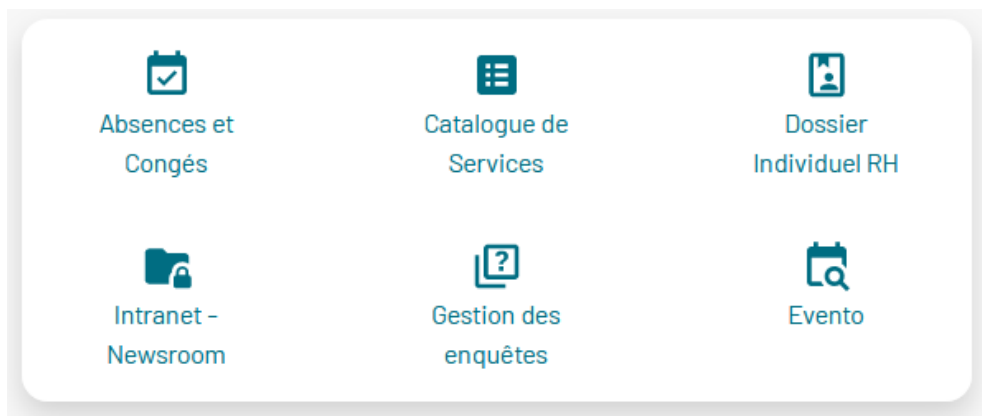 Absences et
Congés
Catalogue de
Services
Dossier
Individuel RH
Intranet -
Newsroom
Gestion des
enquêtes
Evento